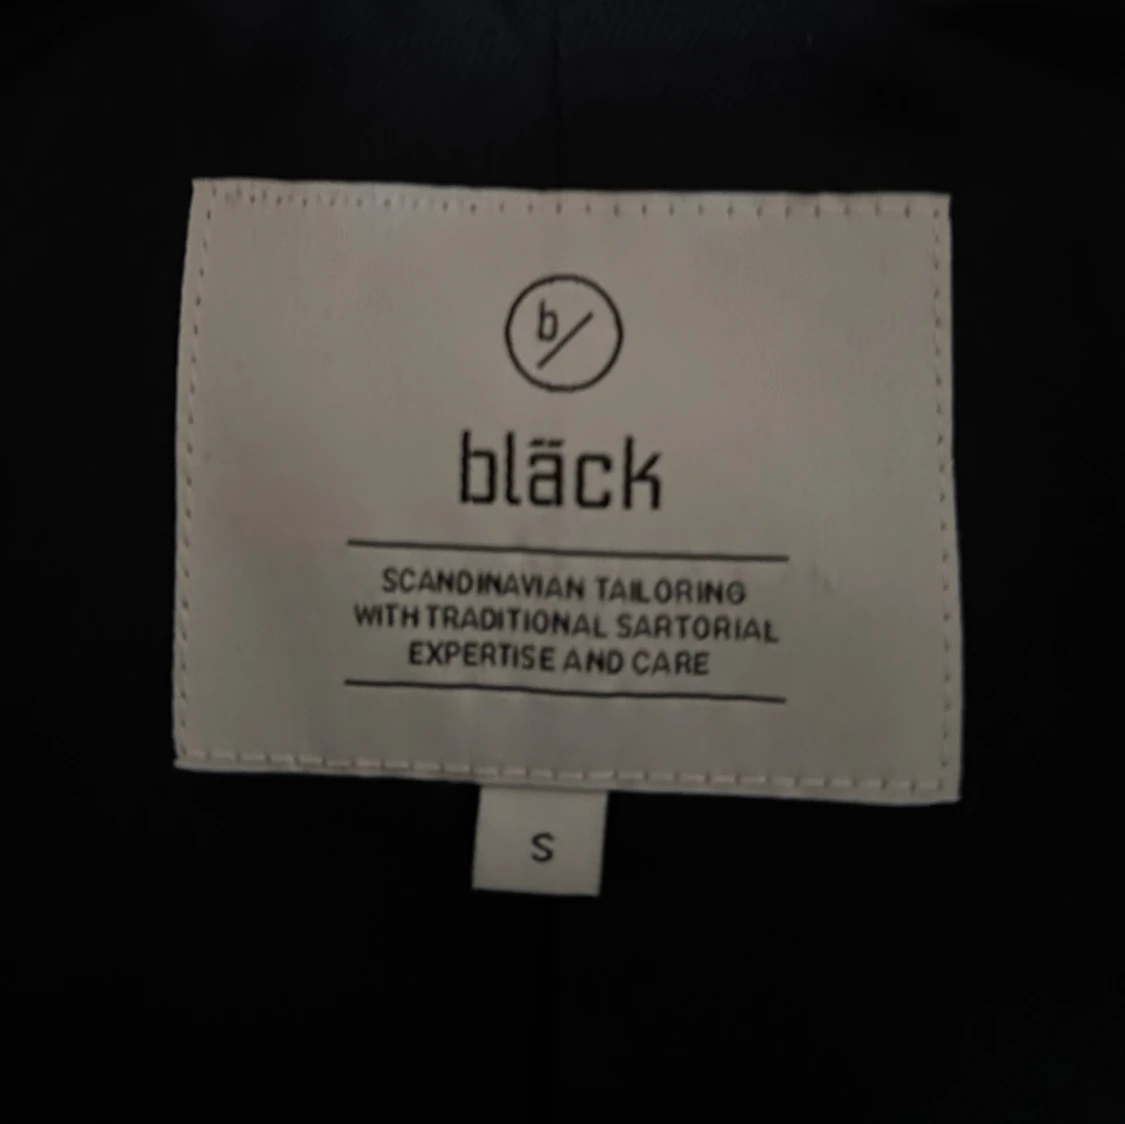 b/
bläck
SCANDINAVIAN TAILORING
WITH TRADITIONAL SARTORIAL
EXPERTISE AND CARE
S